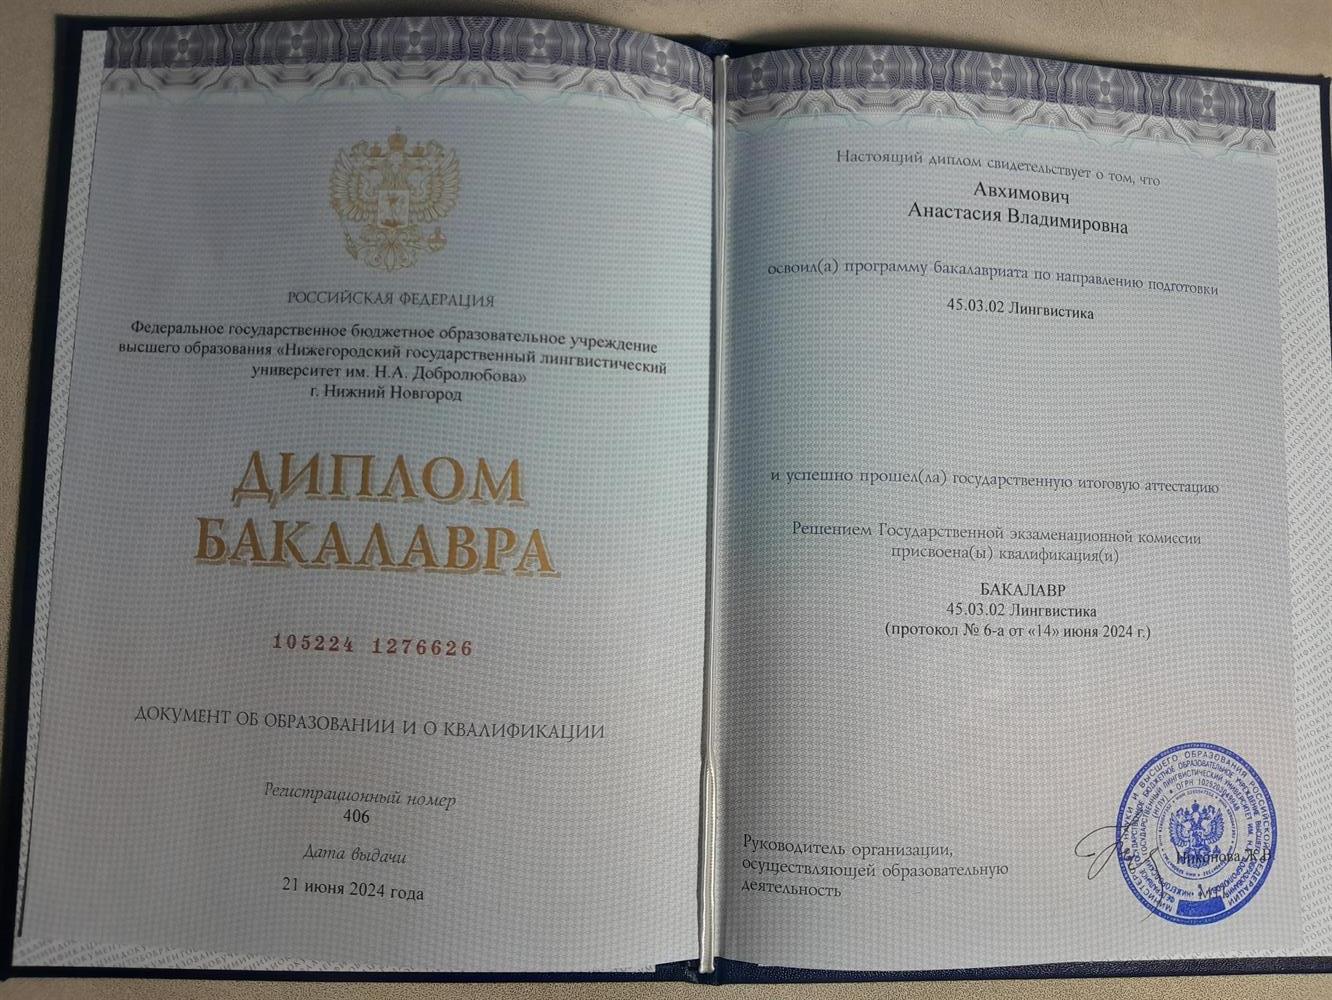 РОССИЙСКАЯ ФЕДЕРАЦИЯ
Федеральное государственное бюджетное образовательное учреждение
высшего образования «Нижегородский государственный лингвистический
университет им. Н.А. Добролюбова»
г. Нижний Новгород
ДИПЛОМ
БАКАЛАВРА
105224 1276626
ДОКУМЕНТ ОБ ОБРАЗОВАНИИ И О КВАЛИФИКАЦИИ
Регистрационный номер
406
Дата выдачи
21 июня 2024 года
Настоящий диплом свидетельствует о том, что
Авхимович
Анастасия Владимировна
освоил(а) программу бакалавриата по направлению подготовки
45.03.02 Лингвистика
и успешно прошел(ла) государственную итоговую аттестацию
Решением Государственной экзаменационной комиссии
присвоена(ы) квалификация(и)
БАКАЛАВР
45.03.02 Лингвистика
(протокол № 6-а от «14» июня 2024 г.)
Руководитель организации,
осуществляющей образовательную
деятельность
Никонова Ж.В.